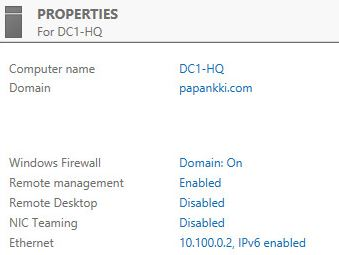 PROPERTIES
For DC1-HQ
Computer name DC1-HQ
Domain papankki.com
Windows Firewall Domain: On
Remote management Enabled
Remote Desktop Disabled
NIC Teaming Disabled
Ethernet 10.100.0.2, IPv6 enabled